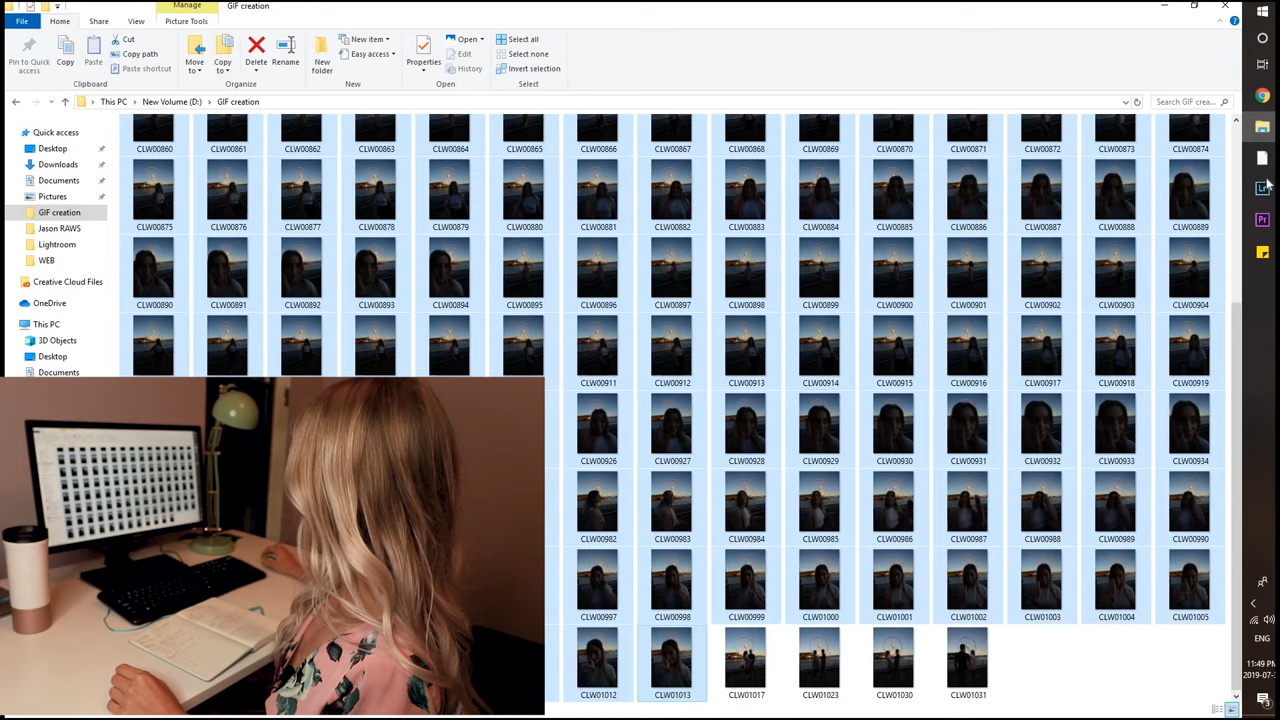 Manage
GIF creation
File
Home
Share
View
Picture Tools
Pin to Quick access
Copy
Paste
Cut
Copy path
Paste shortcut
Move to
Copy to
Delete
Rename
New folder
New item
Easy access
Properties
Open
Edit
History
Select all
Select none
Invert selection
Clipboard
Organize
New
Open
Select
This PC
New Volume (D:)
GIF creation
Search GIF crea...
Quick access
Desktop
Downloads
Documents
Pictures
GIF creation
Jason RAWS
Lightroom
WEB
Creative Cloud Files
OneDrive
This PC
3D Objects
Desktop
Documents
CLW00860 CLW00861 CLW00862 CLW00863 CLW00864 CLW00865 CLW00866 CLW00867 CLW00868 CLW00869 CLW00870 CLW00871 CLW00872 CLW00873 CLW00874
CLW00875 CLW00876 CLW00877 CLW00878 CLW00879 CLW00880 CLW00881 CLW00882 CLW00883 CLW00884 CLW00885 CLW00886 CLW00887 CLW00888 CLW00889
CLW00890 CLW00891 CLW00892 CLW00893 CLW00894 CLW00895 CLW00896 CLW00897 CLW00898 CLW00899 CLW00900 CLW00901 CLW00902 CLW00903 CLW00904
CLW00911 CLW00912 CLW00913 CLW00914 CLW00915 CLW00916 CLW00917 CLW00918 CLW00919
CLW00926 CLW00927 CLW00928 CLW00929 CLW00930 CLW00931 CLW00932 CLW00933 CLW00934
CLW00982 CLW00983 CLW00984 CLW00985 CLW00986 CLW00987 CLW00988 CLW00989 CLW00990
CLW00997 CLW00998 CLW00999 CLW01000 CLW01001 CLW01002 CLW01003 CLW01004 CLW01005
CLW01012 CLW01013 CLW01017 CLW01023 CLW01030 CLW01031
Lr
Pr
ENG
11:49 PM
2019-07-
3